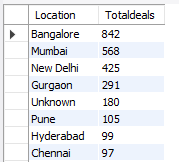 Location Totaldeals
Bangalore 842
Mumbai 568
New Delhi 425
Gurgaon 291
Unknown 180
Pune 105
Hyderabad 99
Chennai 97